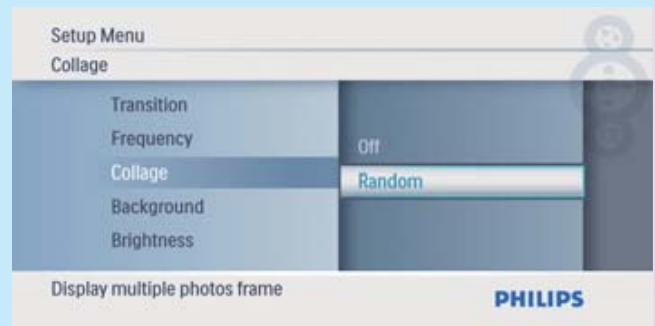 Setup Menu
Collage
Transition
Frequency
Collage
Background
Brightness
Off
Random
Display multiple photos frame
PHILIPS